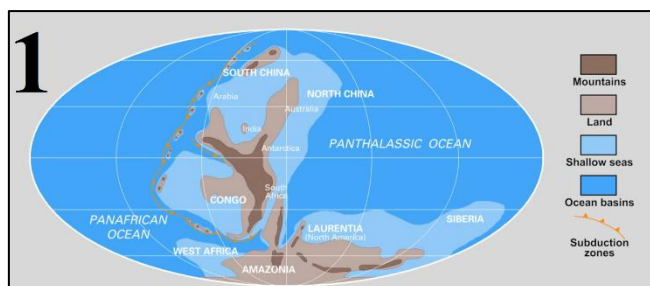 1
SOUTH CHINA
Arabia
NORTH CHINA
Australia
India
Antarctica
PANTHALASSIC OCEAN
South
Africa
CONGO
PANAFRICAN
OCEAN
SIBERIA
LAURENTIA
(North America)
WEST AFRICA
AMAZONIA
Mountains
Land
Shallow seas
Ocean basins
Subduction
zones